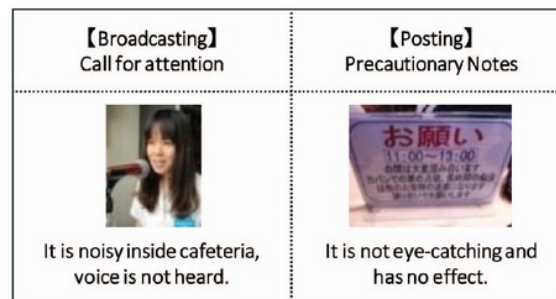 【Broadcasting】
Call for attention
【Posting】
Precautionary Notes
お願い
11:00~13:00
It is noisy inside cafeteria,
voice is not heard.
It is not eye-catching and
has no effect.